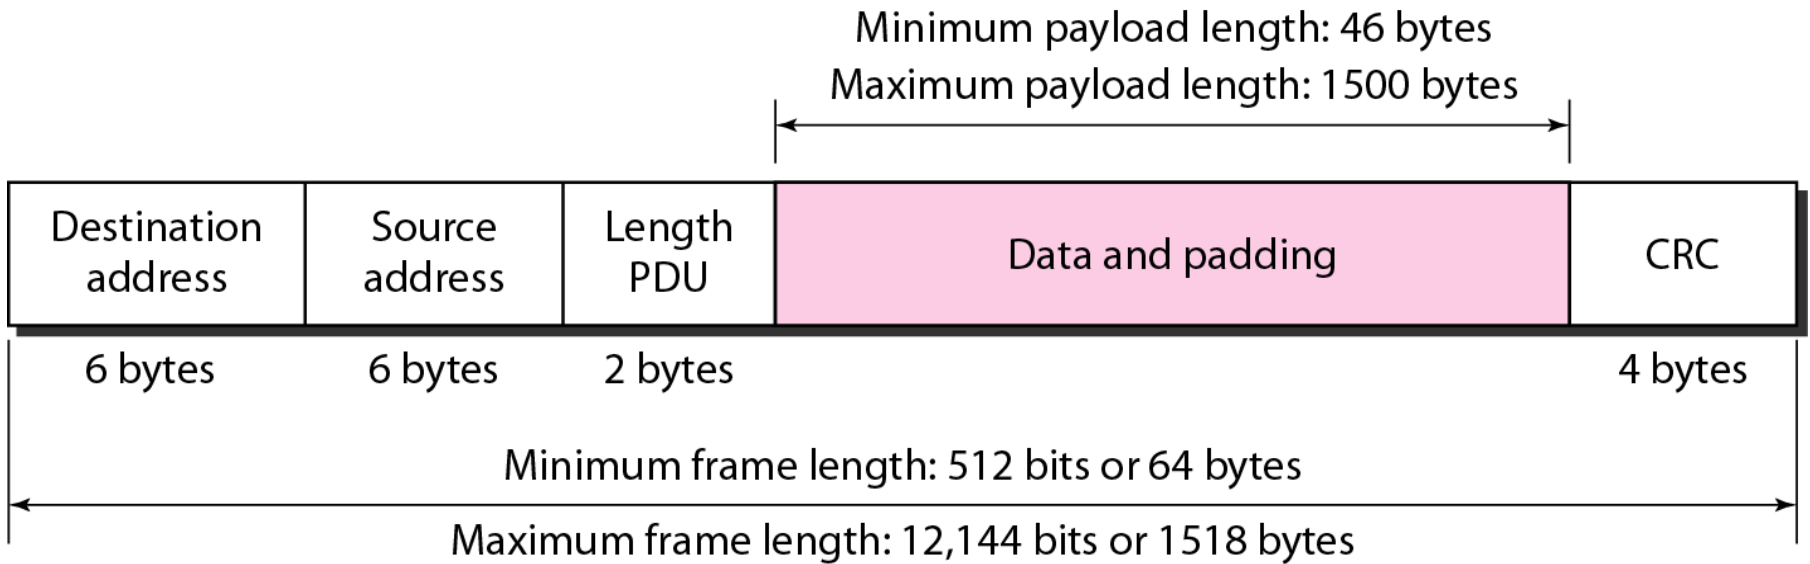 Minimum payload length: 46 bytes
Maximum payload length: 1500 bytes
Destination
address
Source
address
Length
PDU
Data and padding
CRC
6 bytes
6 bytes
2 bytes
4 bytes
Minimum frame length: 512 bits or 64 bytes
Maximum frame length: 12,144 bits or 1518 bytes